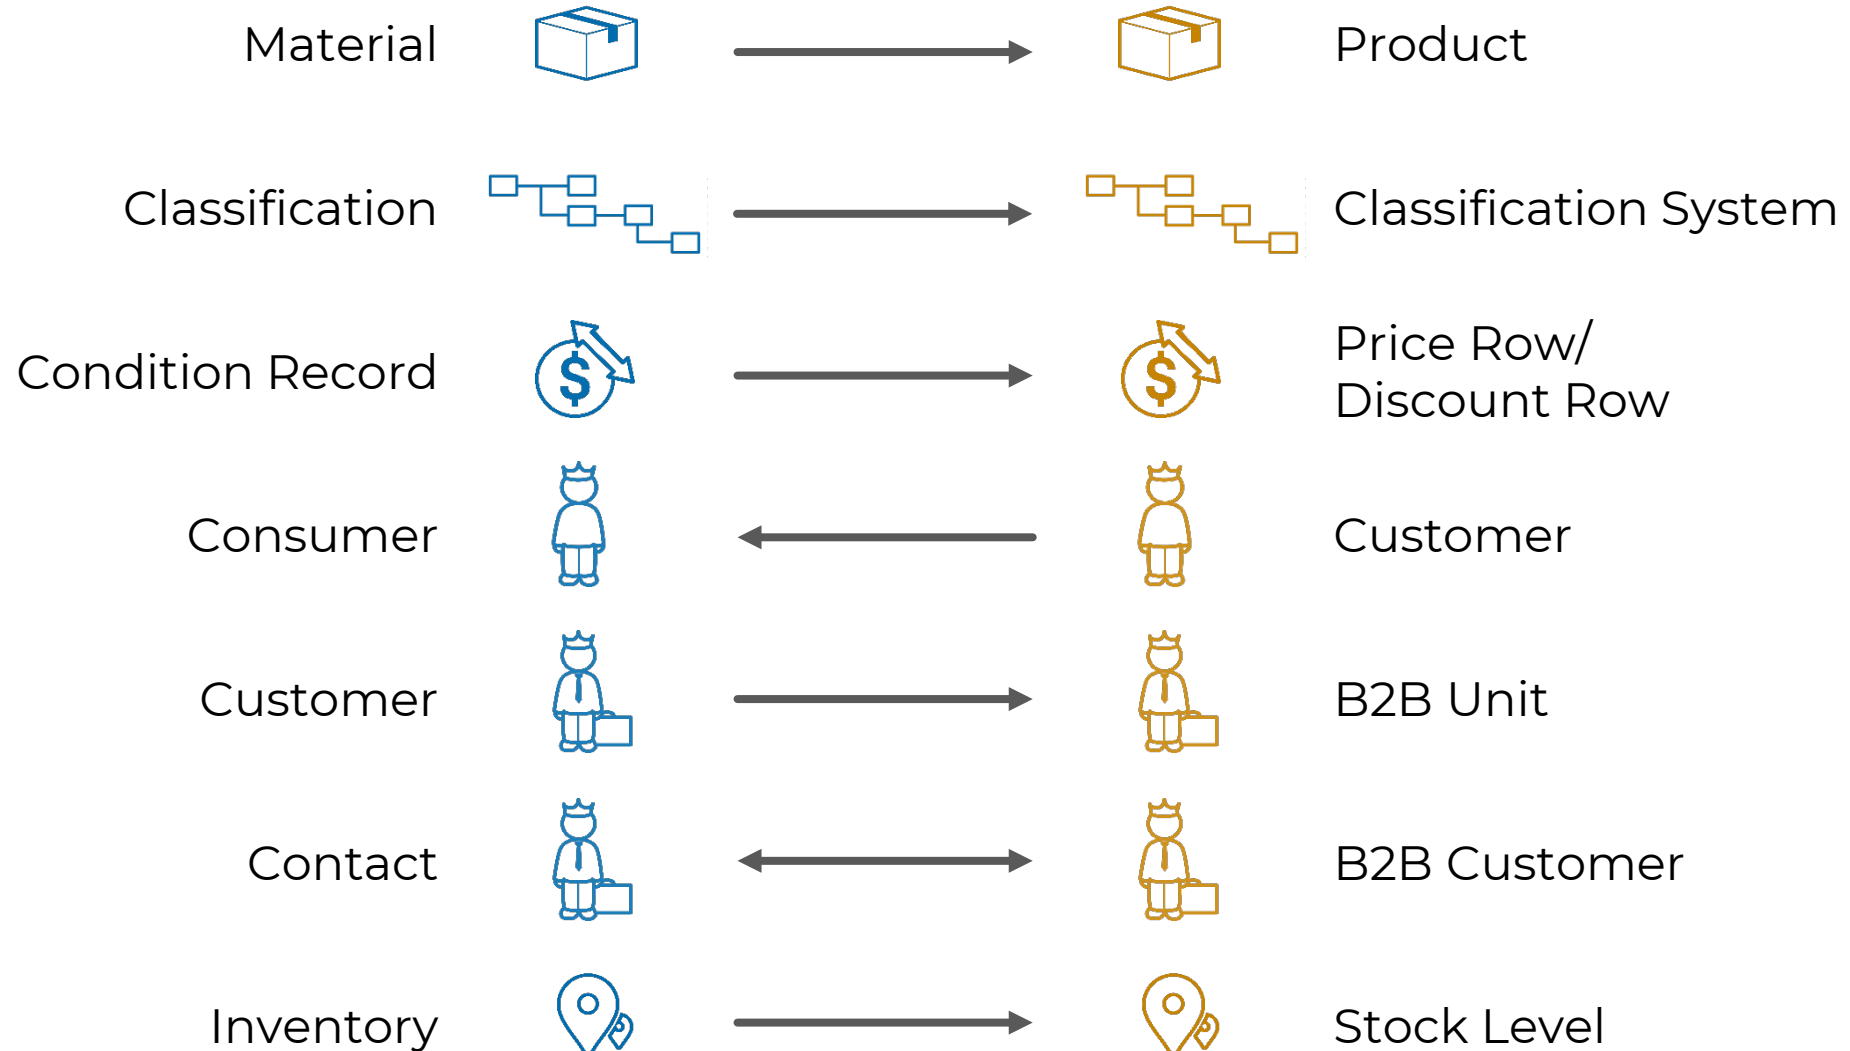 Material
Product
Classification
Classification System
Condition Record
Price Row/
Discount Row
Consumer
Customer
Customer
B2B Unit
Contact
B2B Customer
Inventory
Stock Level